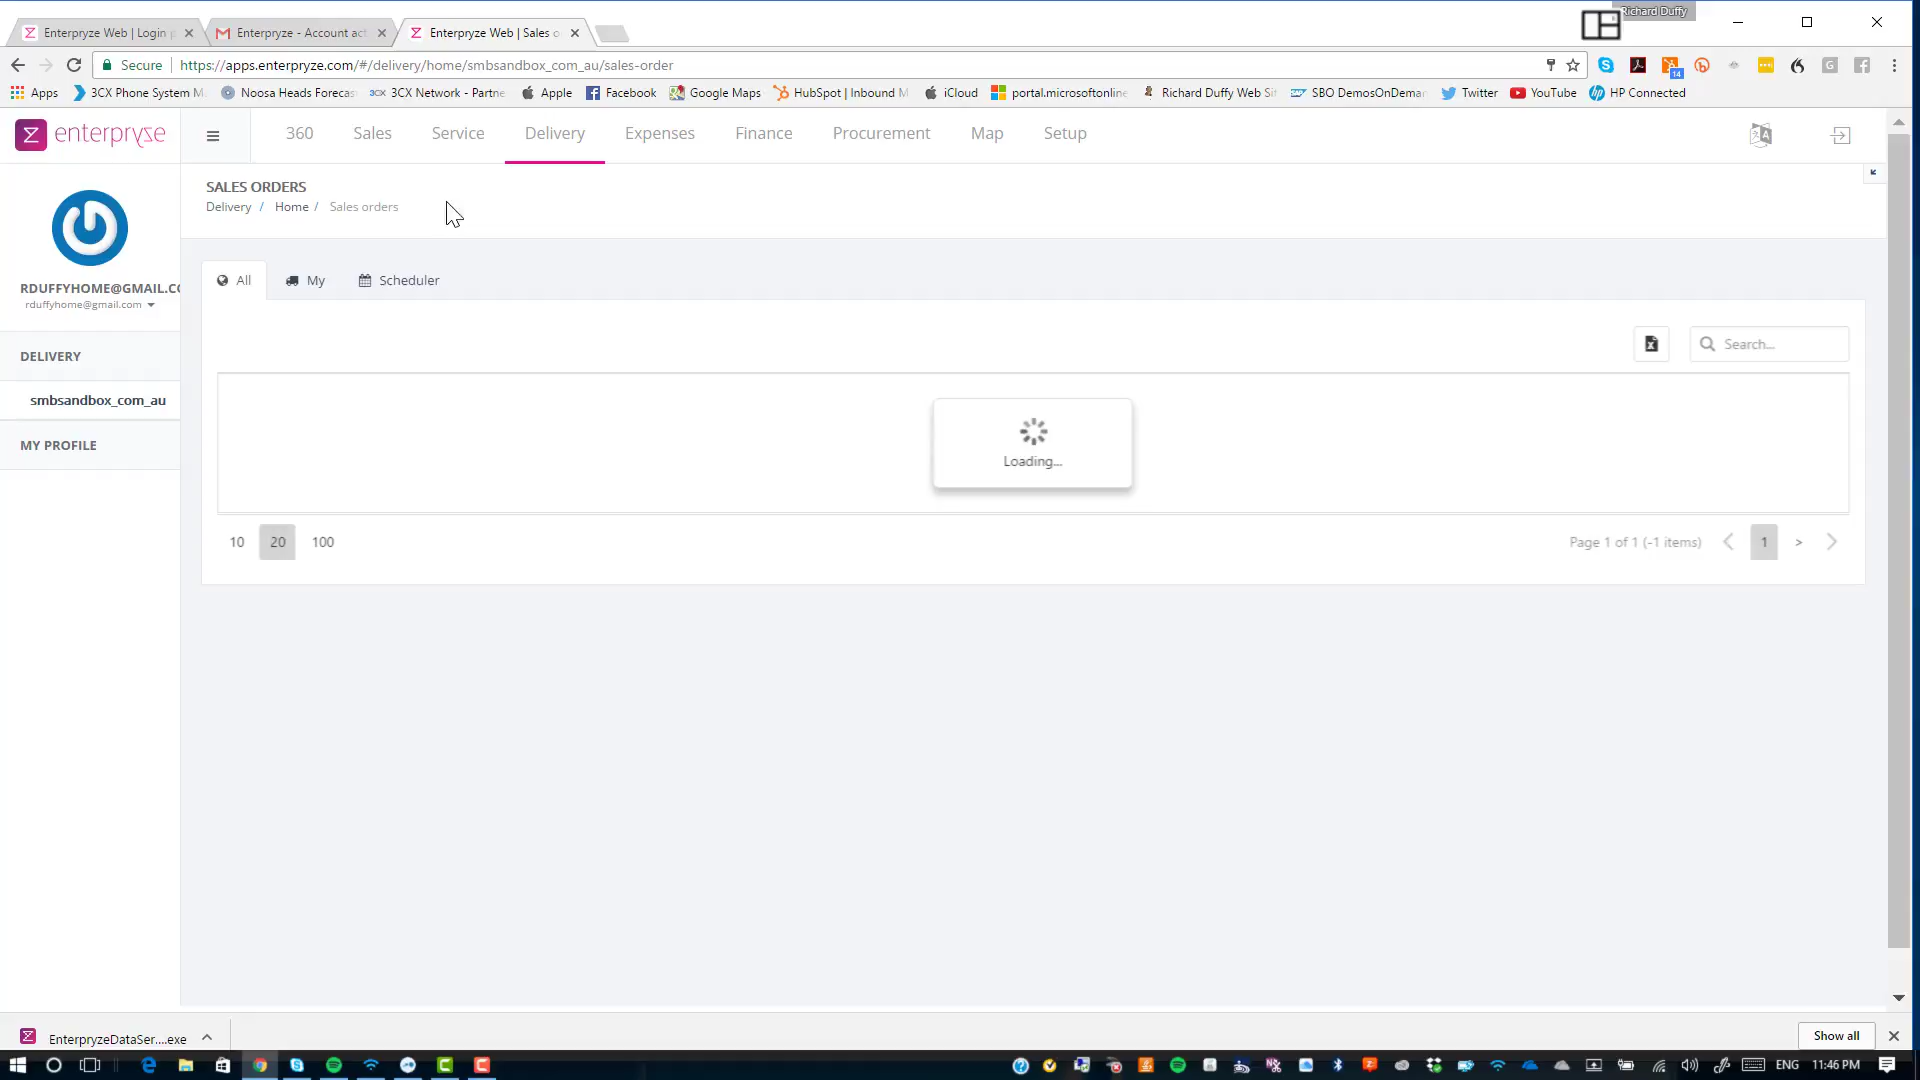 Richard Duffy
Enterpryze Web | Login p
Enterpryze - Account act
Enterpryze Web | Sales o
Secure
https://apps.enterpryze.com/#/delivery/home/smbsandbox_com_au/sales-order
14
Apps
3CX Phone System M
Noosa Heads Forecas
3CX Network - Partne
Apple
Facebook
Google Maps
HubSpot | Inbound M
iCloud
portal.microsoftonline
Richard Duffy Web Sit
SBO DemosOnDeman
Twitter
YouTube
HP Connected
enterpryze
360
Sales
Service
Delivery
Expenses
Finance
Procurement
Map
Setup
SALES ORDERS
Delivery / Home / Sales orders
RDUFFYHOME@GMAIL.CO
rduffyhome@gmail.com
DELIVERY
smbsandbox_com_au
MY PROFILE
All
My
Scheduler
Search...
Loading...
10 20 100
Page 1 of 1 (-1 items)
1
>
EnterpryzeDataSer....exe
Show all
ENG
11:46 PM